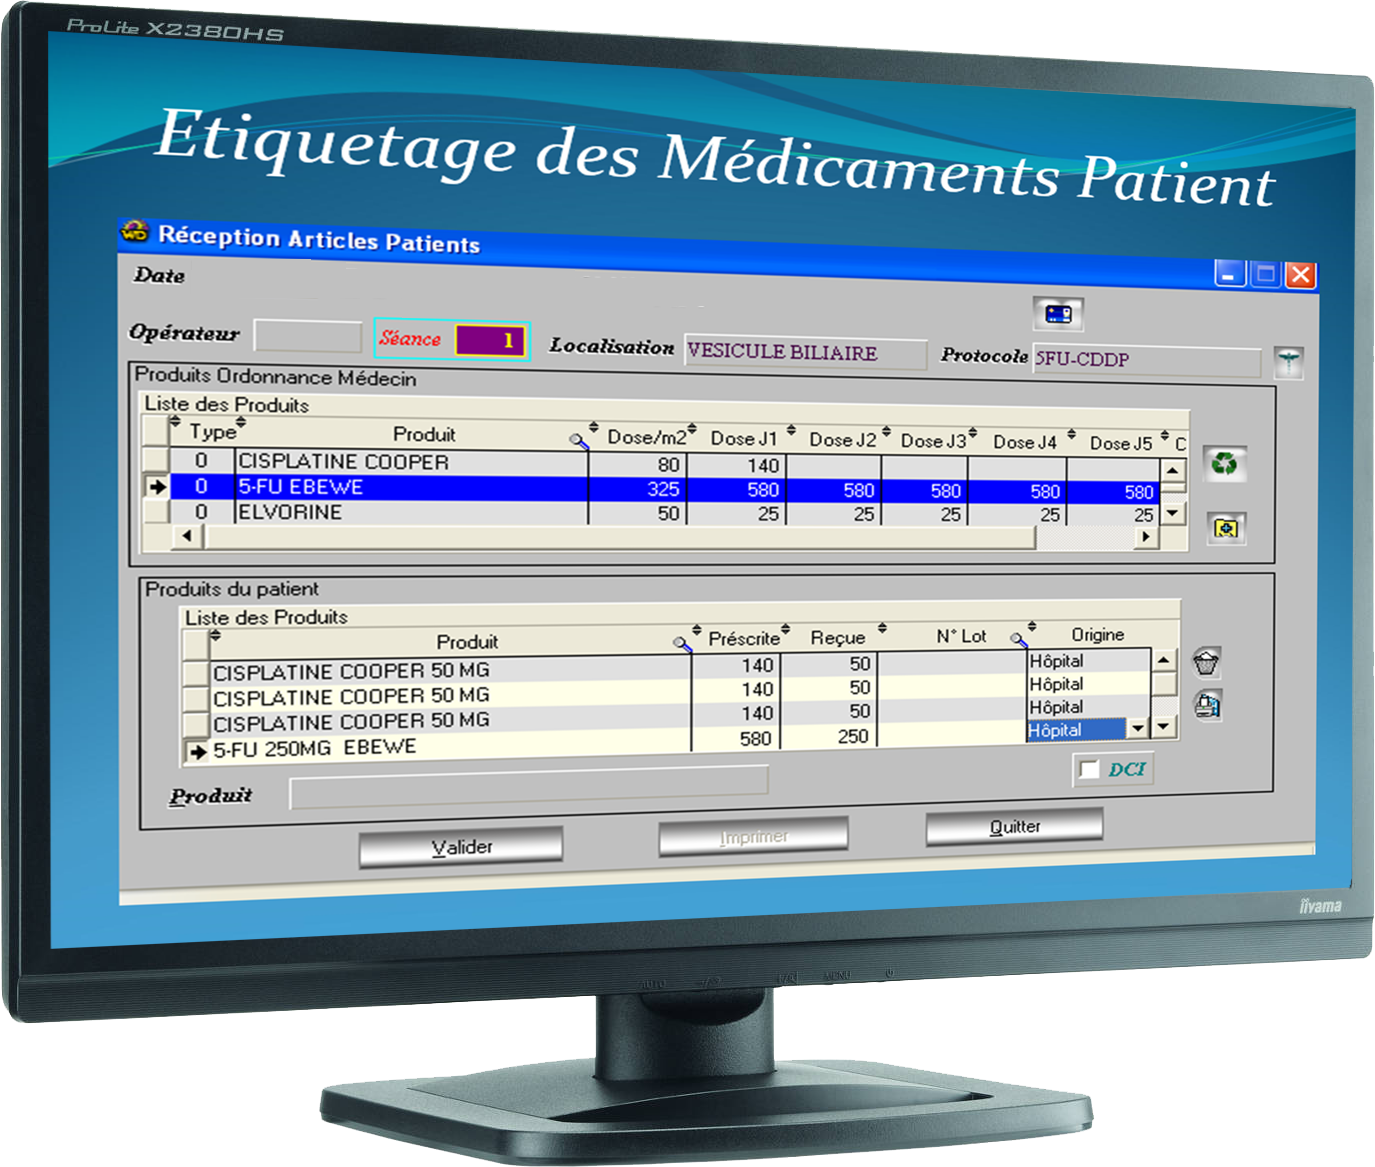 ProLite X2380HS
Etiquetage des Médicaments Patient
Réception Articles Patients
Date
Opérateur Séance 1 Localisation VESICULE BILIAIRE Protocole 5FU-CDDP
Produits Ordonnance Médecin
Liste des Produits
Type Produit Dose/m2 Dose J1 Dose J2 Dose J3 Dose J4 Dose J5 C
0 CISPLATINE COOPER 80 140
0 5-FU EBEWE 325 580 580 580 580 580
0 ELVORINE 50 25 25 25 25 25
Produits du patient
Liste des Produits
Produit Préscrite Reçue N° Lot Origine
CISPLATINE COOPER 50 MG 140 50 Hôpital
CISPLATINE COOPER 50 MG 140 50 Hôpital
CISPLATINE COOPER 50 MG 140 50 Hôpital
5-FU 250MG EBEWE 580 250 Hôpital
DCI
Produit
Valider Imprimer Quitter
iiyama
AUTO MENU